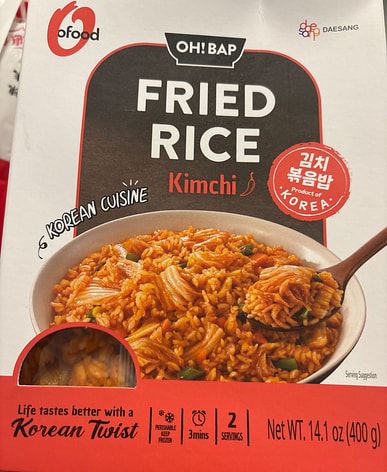 Ofood
OH! BAP
DAESANG
FRIED
RICE
Kimchi
김치
볶음밥
Product of
KOREA
KOREAN CUISINE
Serving Suggestion
Life tastes better with a
Korean Twist
PERISHABLE
KEEP
FROZEN
3mins
2
SERVINGS
Net WT. 14.1 oz (400 g)